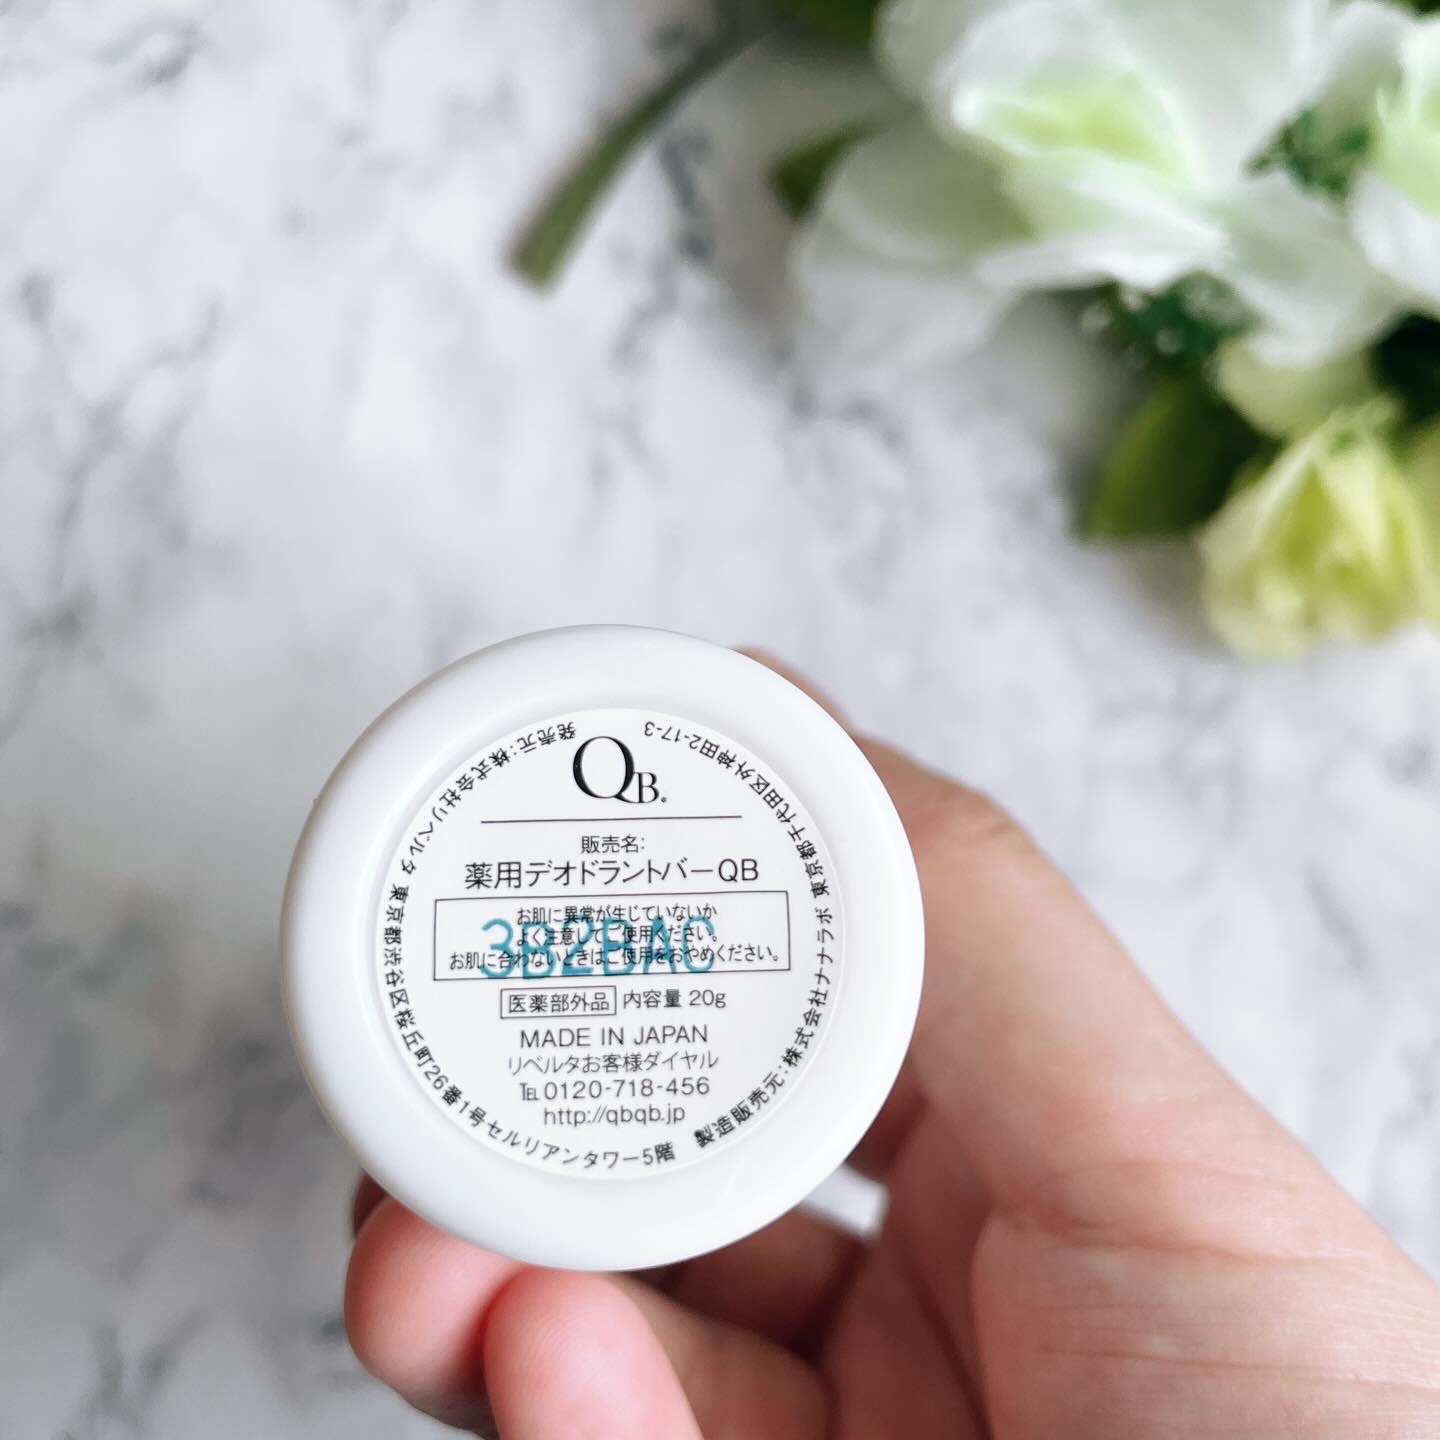 QB®
販売名:
薬用デオドラントバーQB
お肌に異常が生じていないか
よく注意してご使用ください。
お肌に合わないときはご使用をおやめください。
3B2BAC
医薬部外品 内容量 20g
MADE IN JAPAN
リベルタお客様ダイヤル
TEL 0120-718-456
http://qbqb.jp
発売元:株式会社リベルタ 東京都渋谷区桜丘町26番1号セルリアンタワー5階
製造販売元:株式会社ナナラボ 東京都千代田区外神田2-17-3